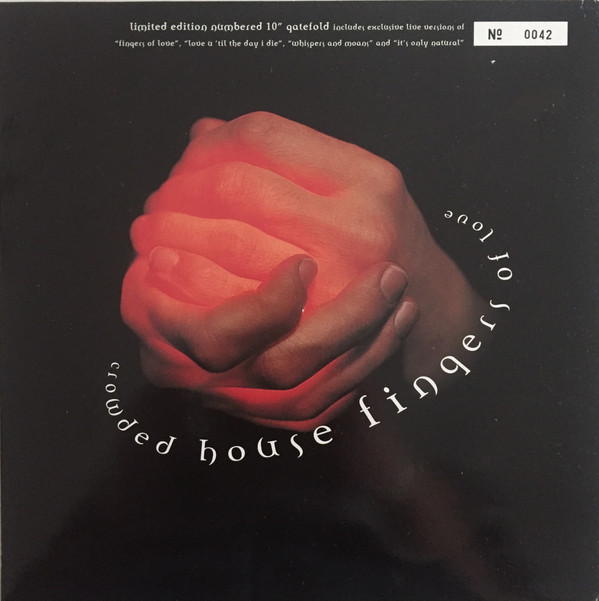 limited edition numbered 10" gatefold includes exclusive live versions of
"fingers of love", "love u 'til the day i die", "whispers and moans" and "it's only natural"
Nº 0042
crowded house fingers of love